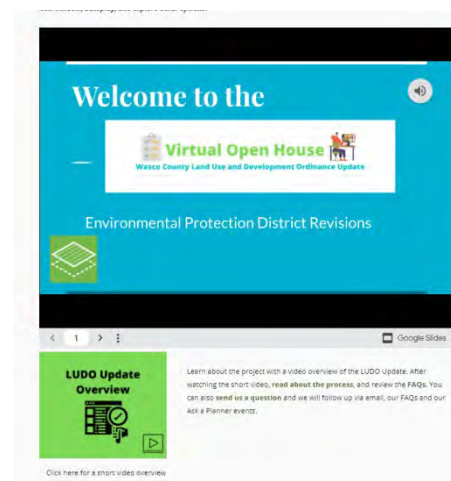 Welcome to the
Virtual Open House
Wasco County Land Use and Development Ordinance Update
Environmental Protection District Revisions
1
Google Slides
LUDO Update
Overview
Learn about the project with a video overview of the LUDO Update. After
watching the short video, read about the process, and review the FAQs. You
can also send us a question and we will follow up via email, our FAQs and our
Ask a Planner events.
Click here for a short video overview